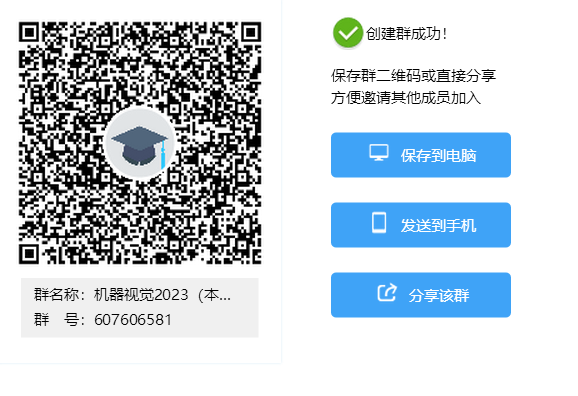 创建群成功！
保存群二维码或直接分享
方便邀请其他成员加入
保存到电脑
发送到手机
分享该群
群名称：机器视觉2023（本...
群　号：607606581